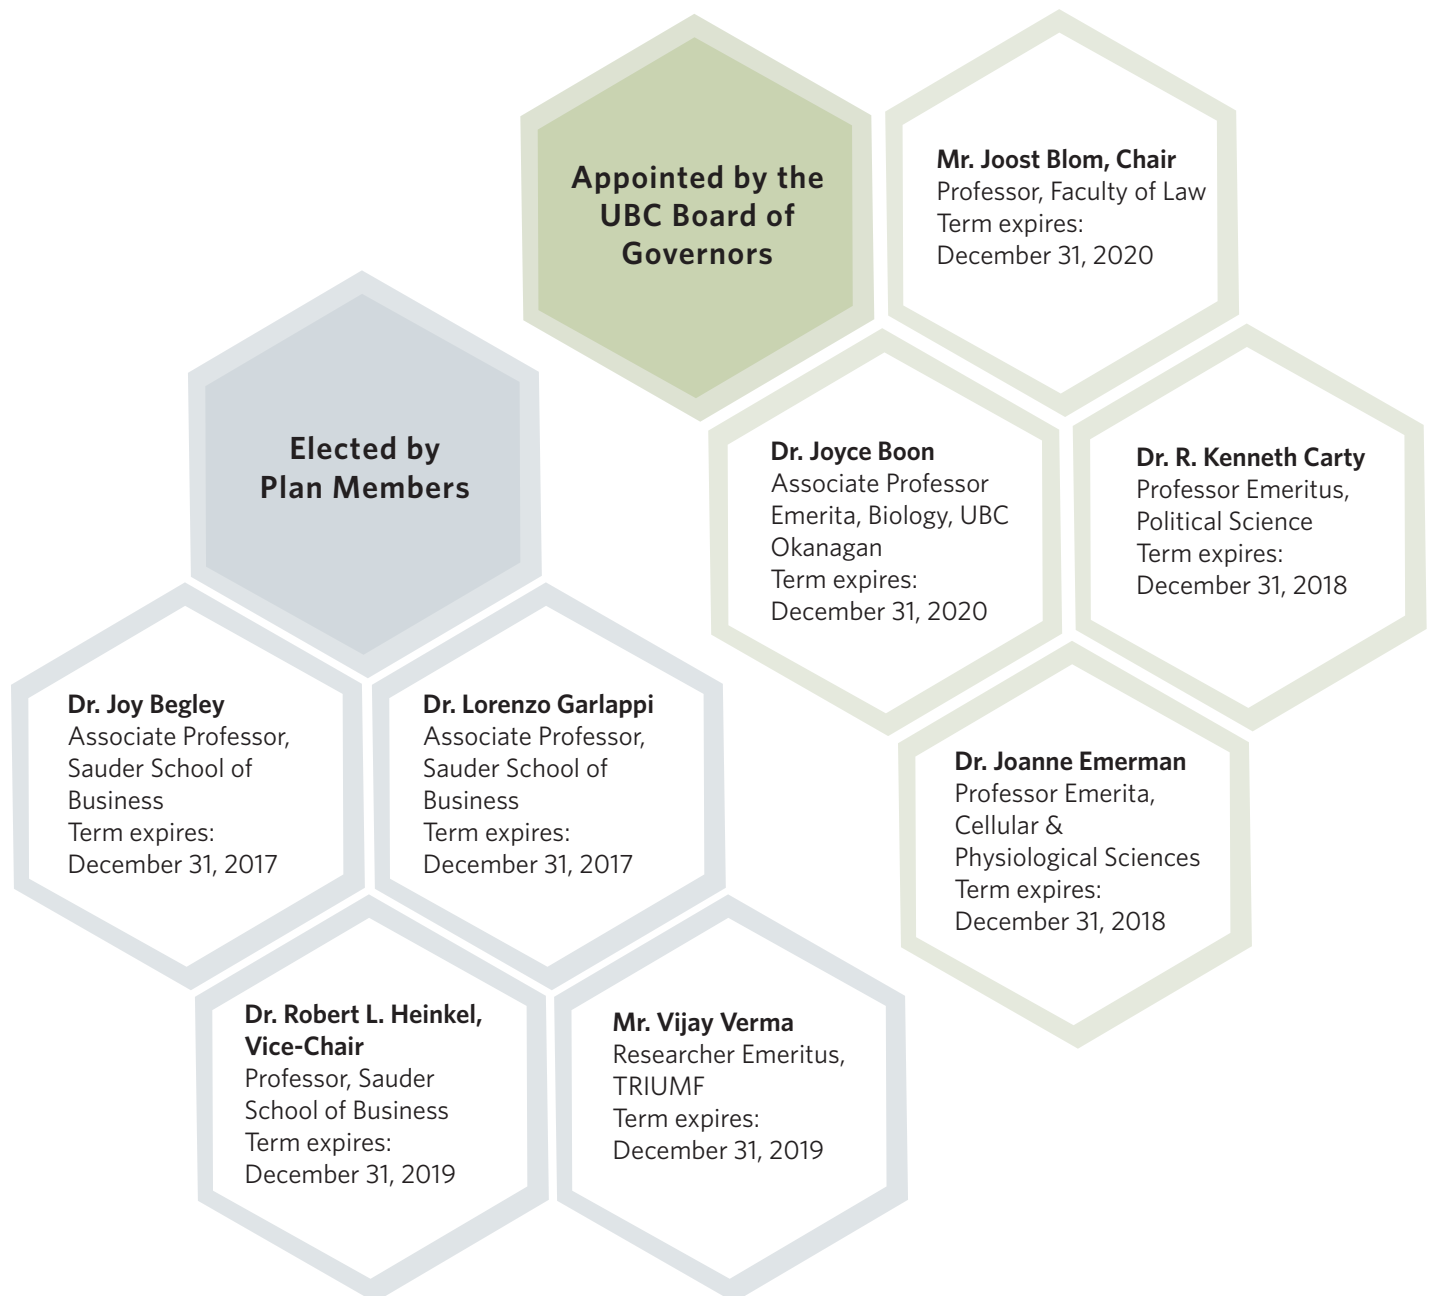 Appointed by the
UBC Board of
Governors
Mr. Joost Blom, Chair
Professor, Faculty of Law
Term expires:
December 31, 2020
Dr. Joyce Boon
Associate Professor
Emerita, Biology, UBC
Okanagan
Term expires:
December 31, 2020
Dr. R. Kenneth Carty
Professor Emeritus,
Political Science
Term expires:
December 31, 2018
Dr. Joanne Emerman
Professor Emerita,
Cellular &
Physiological Sciences
Term expires:
December 31, 2018
Elected by
Plan Members
Dr. Joy Begley
Associate Professor,
Sauder School of
Business
Term expires:
December 31, 2017
Dr. Lorenzo Garlappi
Associate Professor,
Sauder School of
Business
Term expires:
December 31, 2017
Dr. Robert L. Heinkel,
Vice-Chair
Professor, Sauder
School of Business
Term expires:
December 31, 2019
Mr. Vijay Verma
Researcher Emeritus,
TRIUMF
Term expires:
December 31, 2019